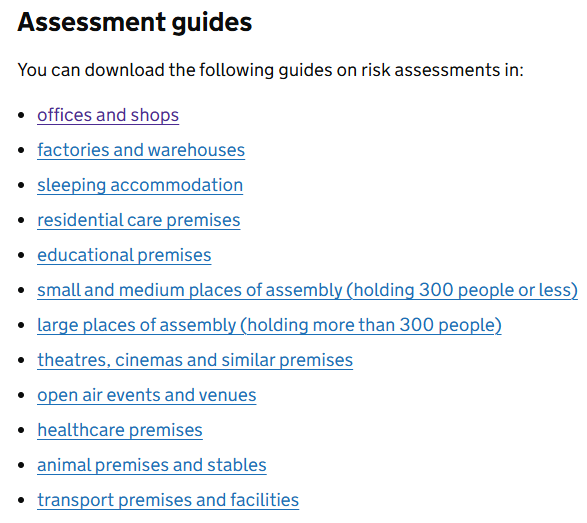 Assessment guides
You can download the following guides on risk assessments in:
offices and shops
factories and warehouses
sleeping accommodation
residential care premises
educational premises
small and medium places of assembly (holding 300 people or less)
large places of assembly (holding more than 300 people)
theatres, cinemas and similar premises
open air events and venues
healthcare premises
animal premises and stables
transport premises and facilities